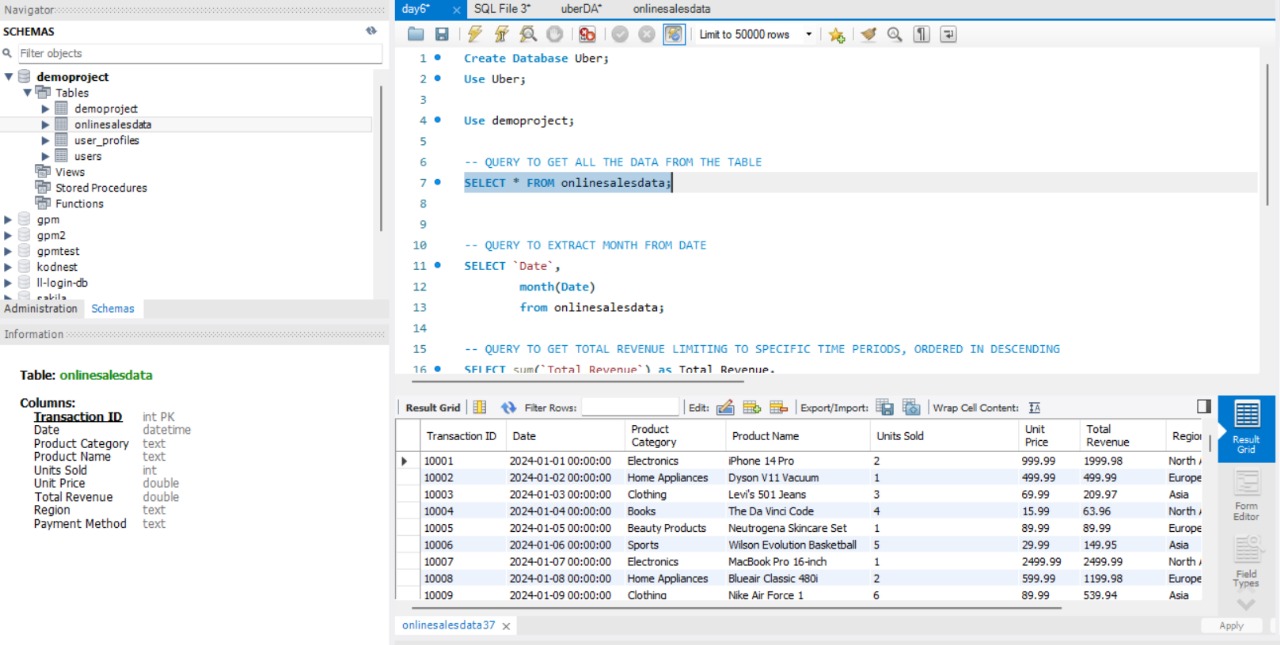 Navigator
SCHEMAS
Filter objects
demoproject
Tables
demoproject
onlinesalesdata
user_profiles
users
Views
Stored Procedures
Functions
gpm
gpm2
gpmtest
kodnest
ll-login-db
sakila
Administration Schemas
Information
Table: onlinesalesdata
Columns:
Transaction ID int PK
Date datetime
Product Category text
Product Name text
Units Sold int
Unit Price double
Total Revenue double
Region text
Payment Method text
day6* SQL File 3* uberDA* onlinesalesdata
Limit to 50000 rows
1 Create Database Uber;
2 Use Uber;
3
4 Use demoproject;
5
6 -- QUERY TO GET ALL THE DATA FROM THE TABLE
7 SELECT * FROM onlinesalesdata;
8
9
10 -- QUERY TO EXTRACT MONTH FROM DATE
11 SELECT `Date`,
12 month(Date)
13 from onlinesalesdata;
14
15 -- QUERY TO GET TOTAL REVENUE LIMITING TO SPECIFIC TIME PERIODS, ORDERED IN DESCENDING
16 SELECT sum(`Total Revenue`) as Total_Revenue,
Result Grid Filter Rows: Edit: Export/Import: Wrap Cell Content:
Transaction ID Date Product Category Product Name Units Sold Unit Price Total Revenue Region
10001 2024-01-01 00:00:00 Electronics iPhone 14 Pro 2 999.99 1999.98 North A
10002 2024-01-02 00:00:00 Home Appliances Dyson V11 Vacuum 1 499.99 499.99 Europe
10003 2024-01-03 00:00:00 Clothing Levi's 501 Jeans 3 69.99 209.97 Asia
10004 2024-01-04 00:00:00 Books The Da Vinci Code 4 15.99 63.96 North A
10005 2024-01-05 00:00:00 Beauty Products Neutrogena Skincare Set 1 89.99 89.99 Europe
10006 2024-01-06 00:00:00 Sports Wilson Evolution Basketball 5 29.99 149.95 Asia
10007 2024-01-07 00:00:00 Electronics MacBook Pro 16-inch 1 2499.99 2499.99 North A
10008 2024-01-08 00:00:00 Home Appliances Blueair Classic 480i 2 599.99 1199.98 Europe
10009 2024-01-09 00:00:00 Clothing Nike Air Force 1 6 89.99 539.94 Asia
Result Grid
Form Editor
Field Types
onlinesalesdata37
Apply